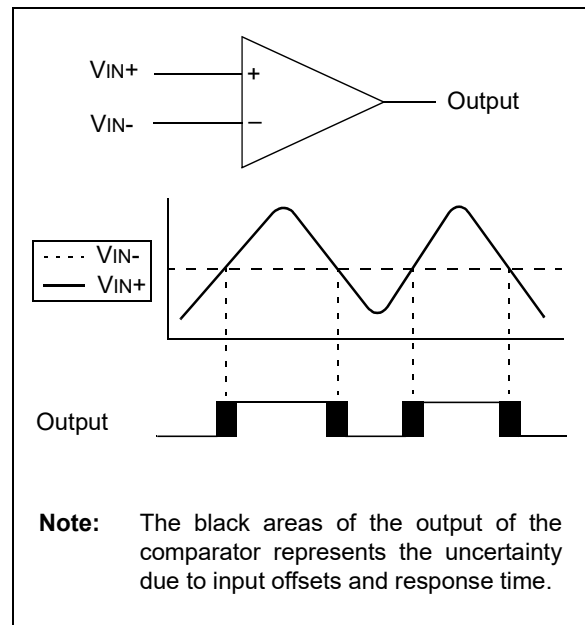 VIN+
+
Output
VIN-
–
VIN-
VIN+
Output
Note: The black areas of the output of the
comparator represents the uncertainty
due to input offsets and response time.